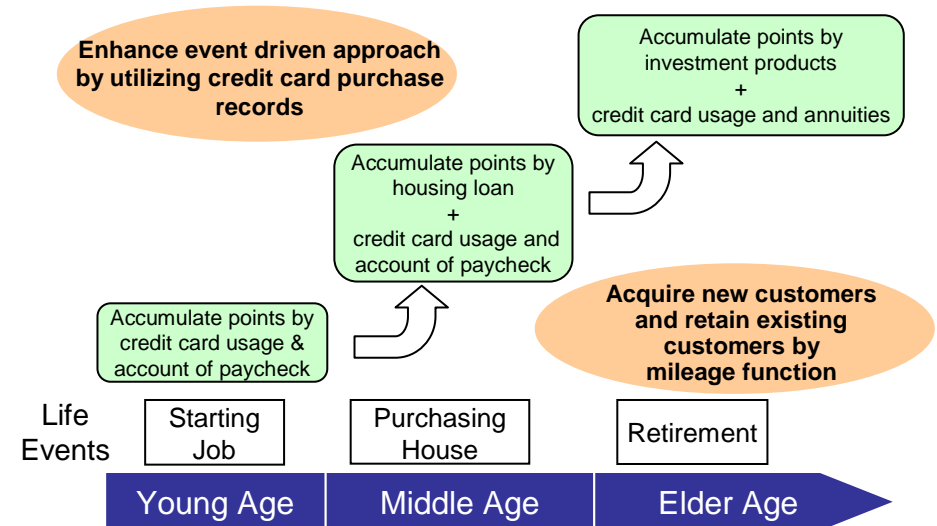 Enhance event driven approach
by utilizing credit card purchase
records
Accumulate points by
investment products
+
credit card usage and annuities
Accumulate points by
housing loan
+
credit card usage and
account of paycheck
Accumulate points by
credit card usage &
account of paycheck
Acquire new customers
and retain existing
customers by
mileage function
Life
Events
Starting
Job
Purchasing
House
Retirement
Young Age
Middle Age
Elder Age